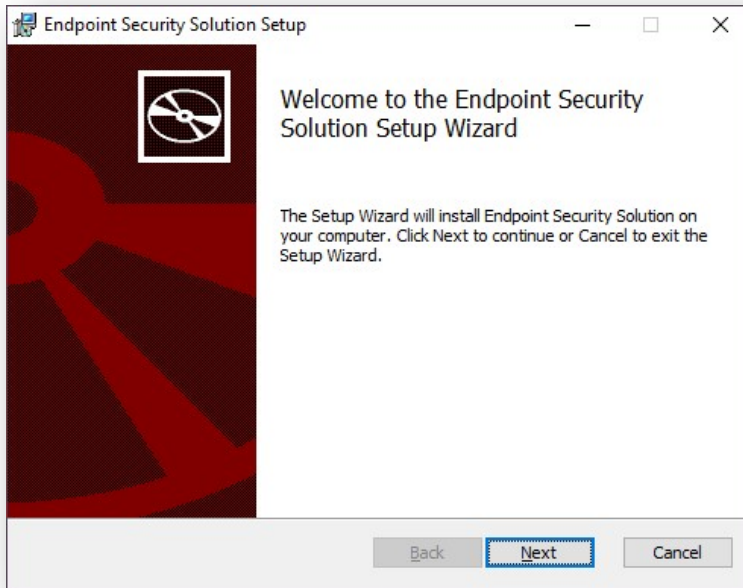 Endpoint Security Solution Setup
Welcome to the Endpoint Security
Solution Setup Wizard
The Setup Wizard will install Endpoint Security Solution on
your computer. Click Next to continue or Cancel to exit the
Setup Wizard.
Back Next Cancel